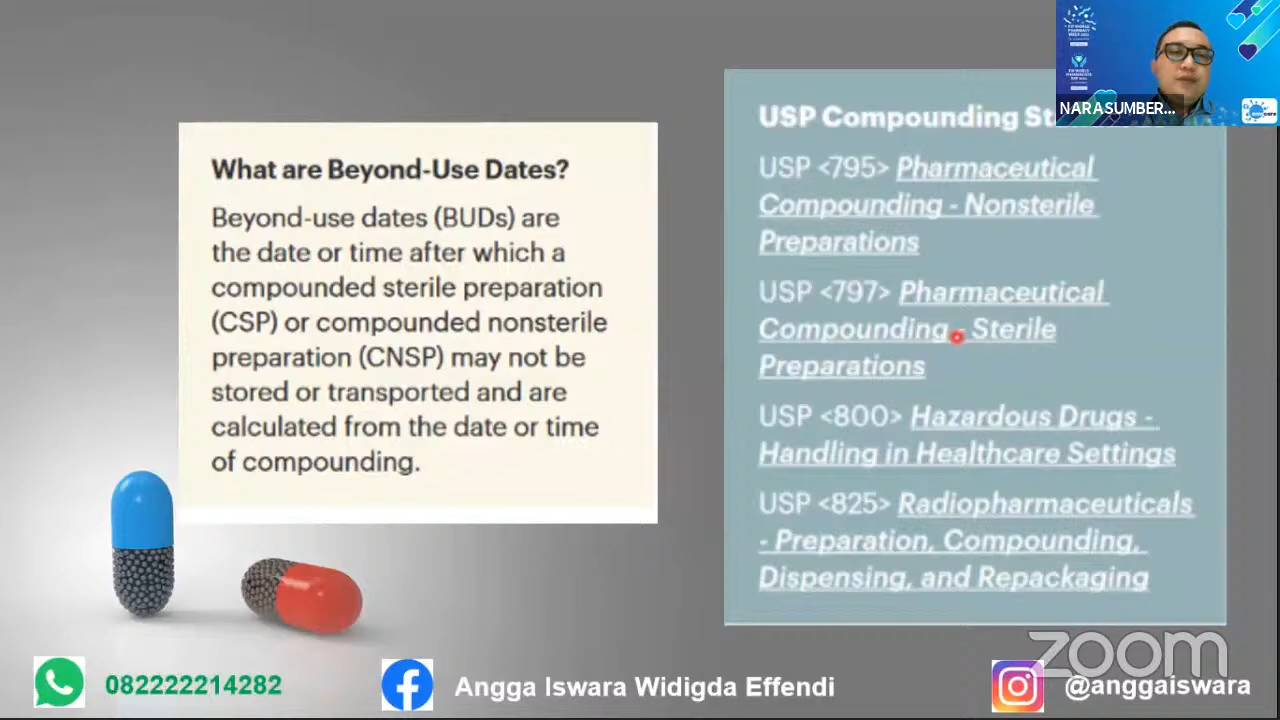 What are Beyond-Use Dates?
Beyond-use dates (BUDs) are
the date or time after which a
compounded sterile preparation
(CSP) or compounded nonsterile
preparation (CNSP) may not be
stored or transported and are
calculated from the date or time
of compounding.
USP Compounding St
USP <795> Pharmaceutical
Compounding - Nonsterile
Preparations
USP <797> Pharmaceutical
Compounding - Sterile
Preparations
USP <800> Hazardous Drugs -
Handling in Healthcare Settings
USP <825> Radiopharmaceuticals
- Preparation, Compounding,
Dispensing, and Repackaging
NARASUMBER...
082222214282
Angga Iswara Widigda Effendi
@anggaiswara
zoom